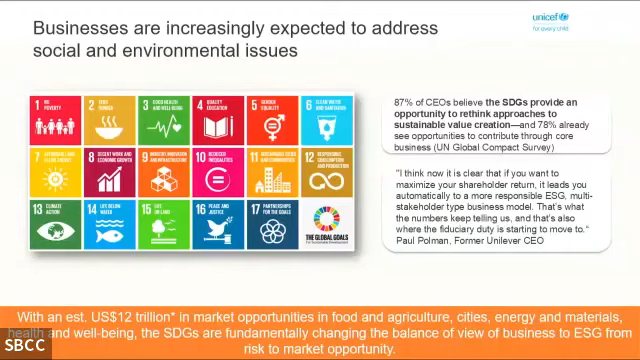 Businesses are increasingly expected to address
social and environmental issues
unicef
for every child
1 NO POVERTY
2 ZERO HUNGER
3 GOOD HEALTH AND WELL-BEING
4 QUALITY EDUCATION
5 GENDER EQUALITY
6 CLEAN WATER AND SANITATION
7 AFFORDABLE AND CLEAN ENERGY
8 DECENT WORK AND ECONOMIC GROWTH
9 INDUSTRY, INNOVATION AND INFRASTRUCTURE
10 REDUCED INEQUALITIES
11 SUSTAINABLE CITIES AND COMMUNITIES
12 RESPONSIBLE CONSUMPTION AND PRODUCTION
13 CLIMATE ACTION
14 LIFE BELOW WATER
15 LIFE ON LAND
16 PEACE AND JUSTICE
17 PARTNERSHIPS FOR THE GOALS
THE GLOBAL GOALS
For Sustainable Development
87% of CEOs believe the SDGs provide an
opportunity to rethink approaches to
sustainable value creation—and 78% already
see opportunities to contribute through core
business (UN Global Compact Survey)
"I think now it is clear that if you want to
maximize your shareholder return, it leads you
automatically to a more responsible ESG, multi-
stakeholder type business model. That's what
the numbers keep telling us, and that's also
where the fiduciary duty is starting to move to."
Paul Polman, Former Unilever CEO
With an est. US$12 trillion* in market opportunities in food and agriculture, cities, energy and materials,
health and well-being, the SDGs are fundamentally changing the balance of view of business to ESG from
risk to market opportunity.
SBCC